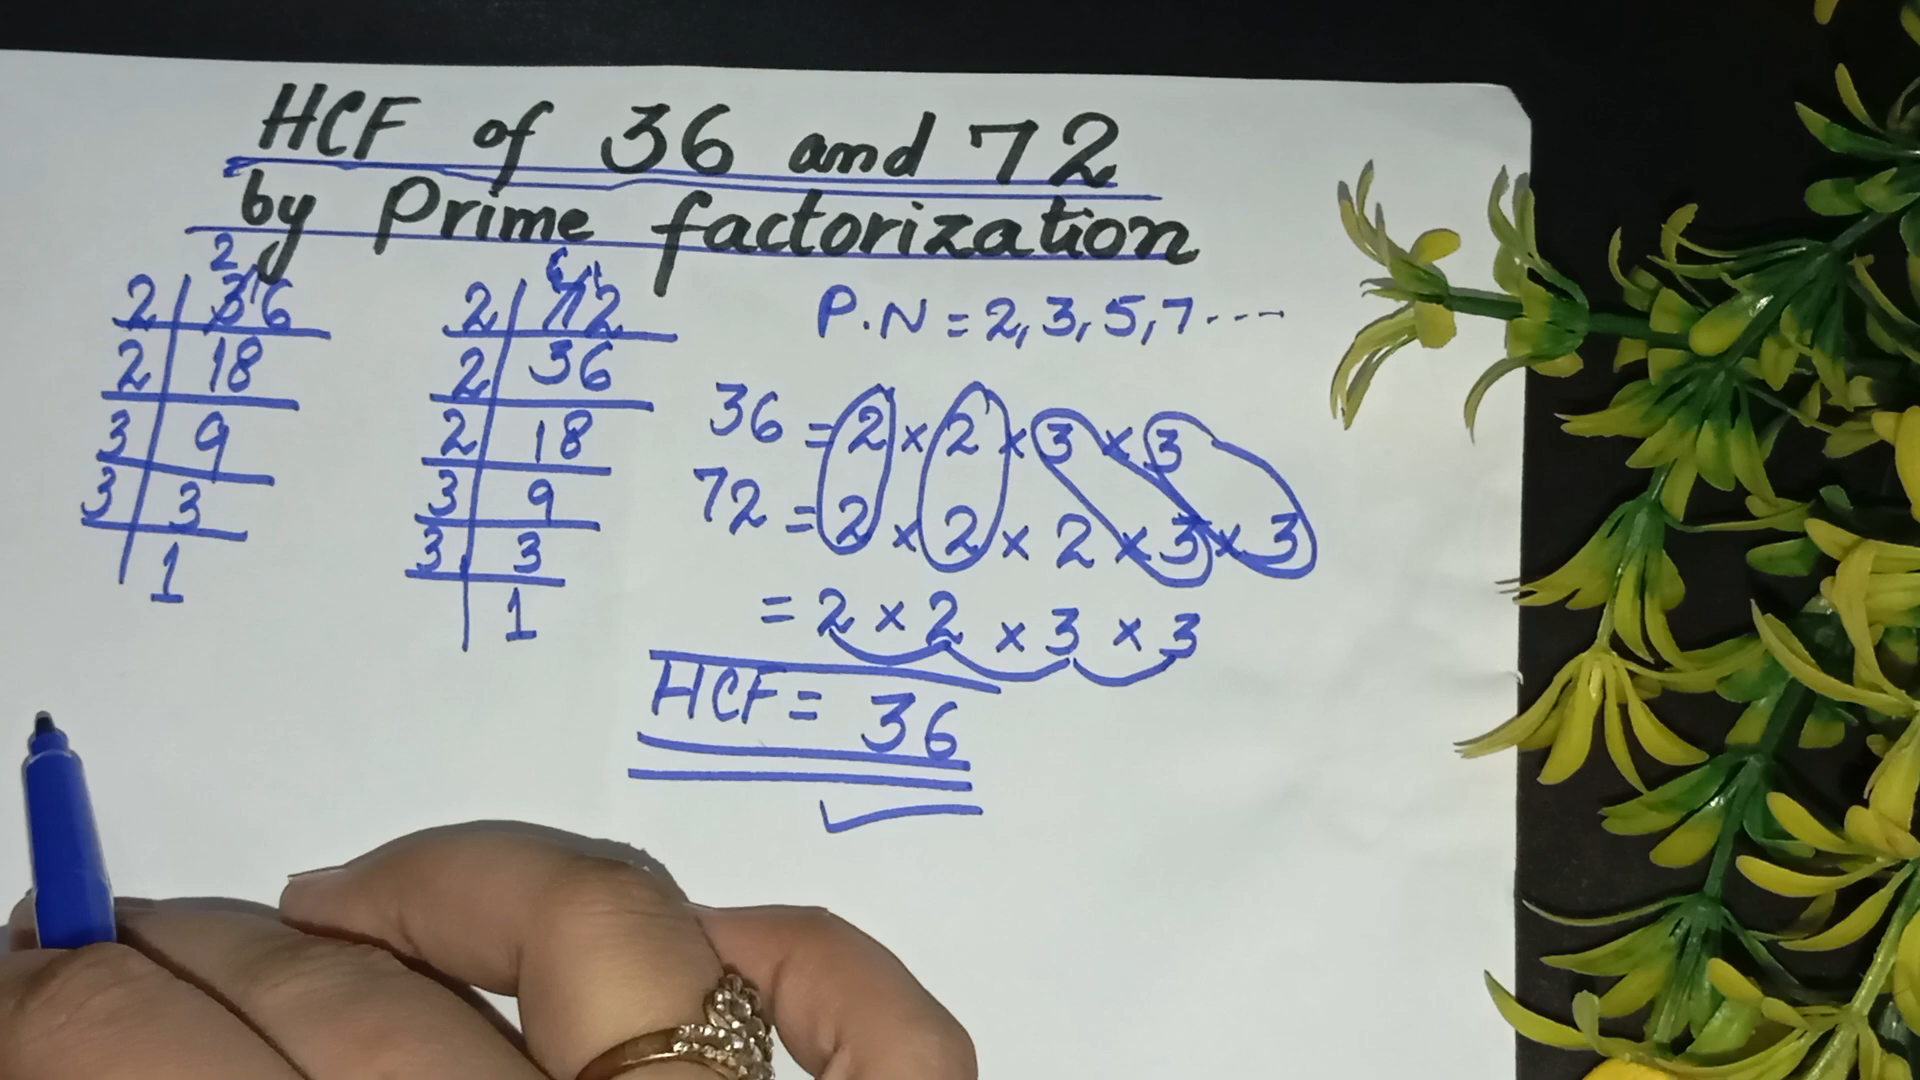 HCF of 36 and 72
by Prime factorization
2 | 36
2 | 18
3 | 9
3 | 3
1
2 | 72
2 | 36
2 | 18
3 | 9
3 | 3
1
P.N = 2, 3, 5, 7 ----
36 = 2 × 2 × 3 × 3
72 = 2 × 2 × 2 × 3 × 3
= 2 × 2 × 3 × 3
HCF = 36